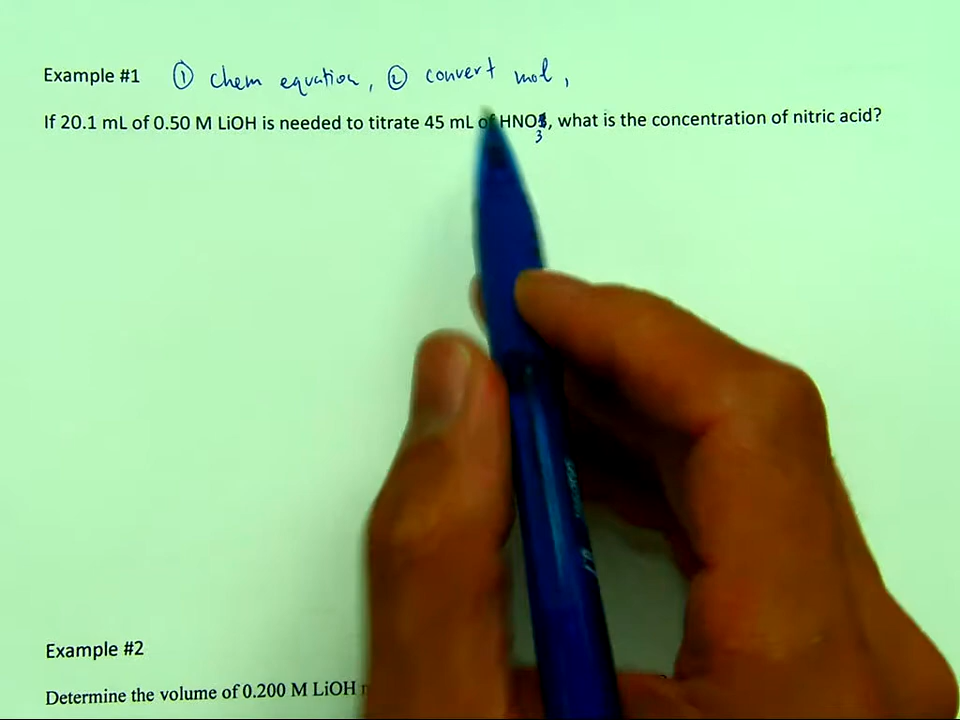 Example #1 ① chem equation, ② convert mol,
If 20.1 mL of 0.50 M LiOH is needed to titrate 45 mL of HNO3, what is the concentration of nitric acid?
Example #2
Determine the volume of 0.200 M LiOH